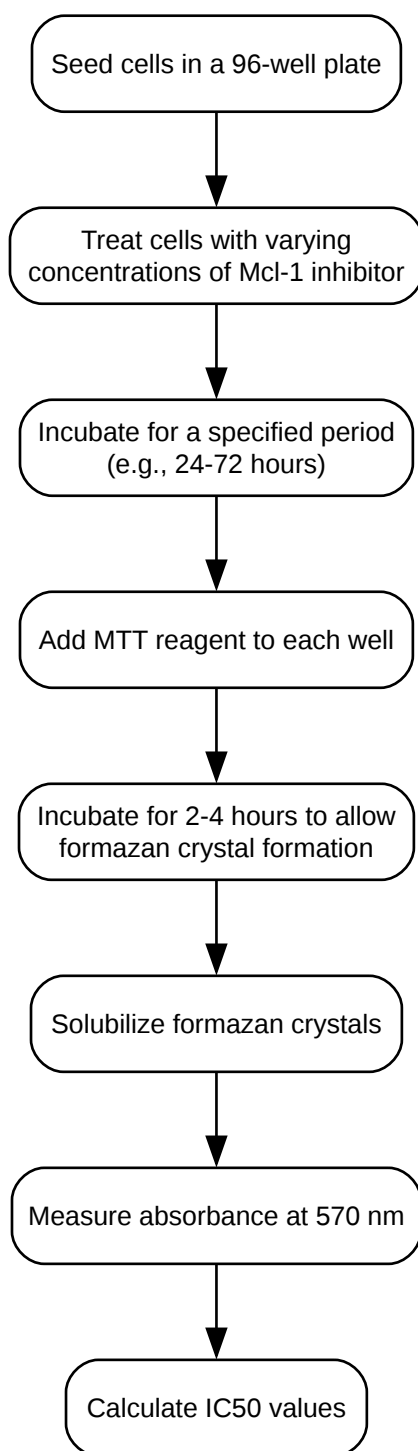 Seed cells in a 96-well plate
Treat cells with varying
concentrations of Mcl-1 inhibitor
Incubate for a specified period
(e.g., 24-72 hours)
Add MTT reagent to each well
Incubate for 2-4 hours to allow
formazan crystal formation
Solubilize formazan crystals
Measure absorbance at 570 nm
Calculate IC50 values